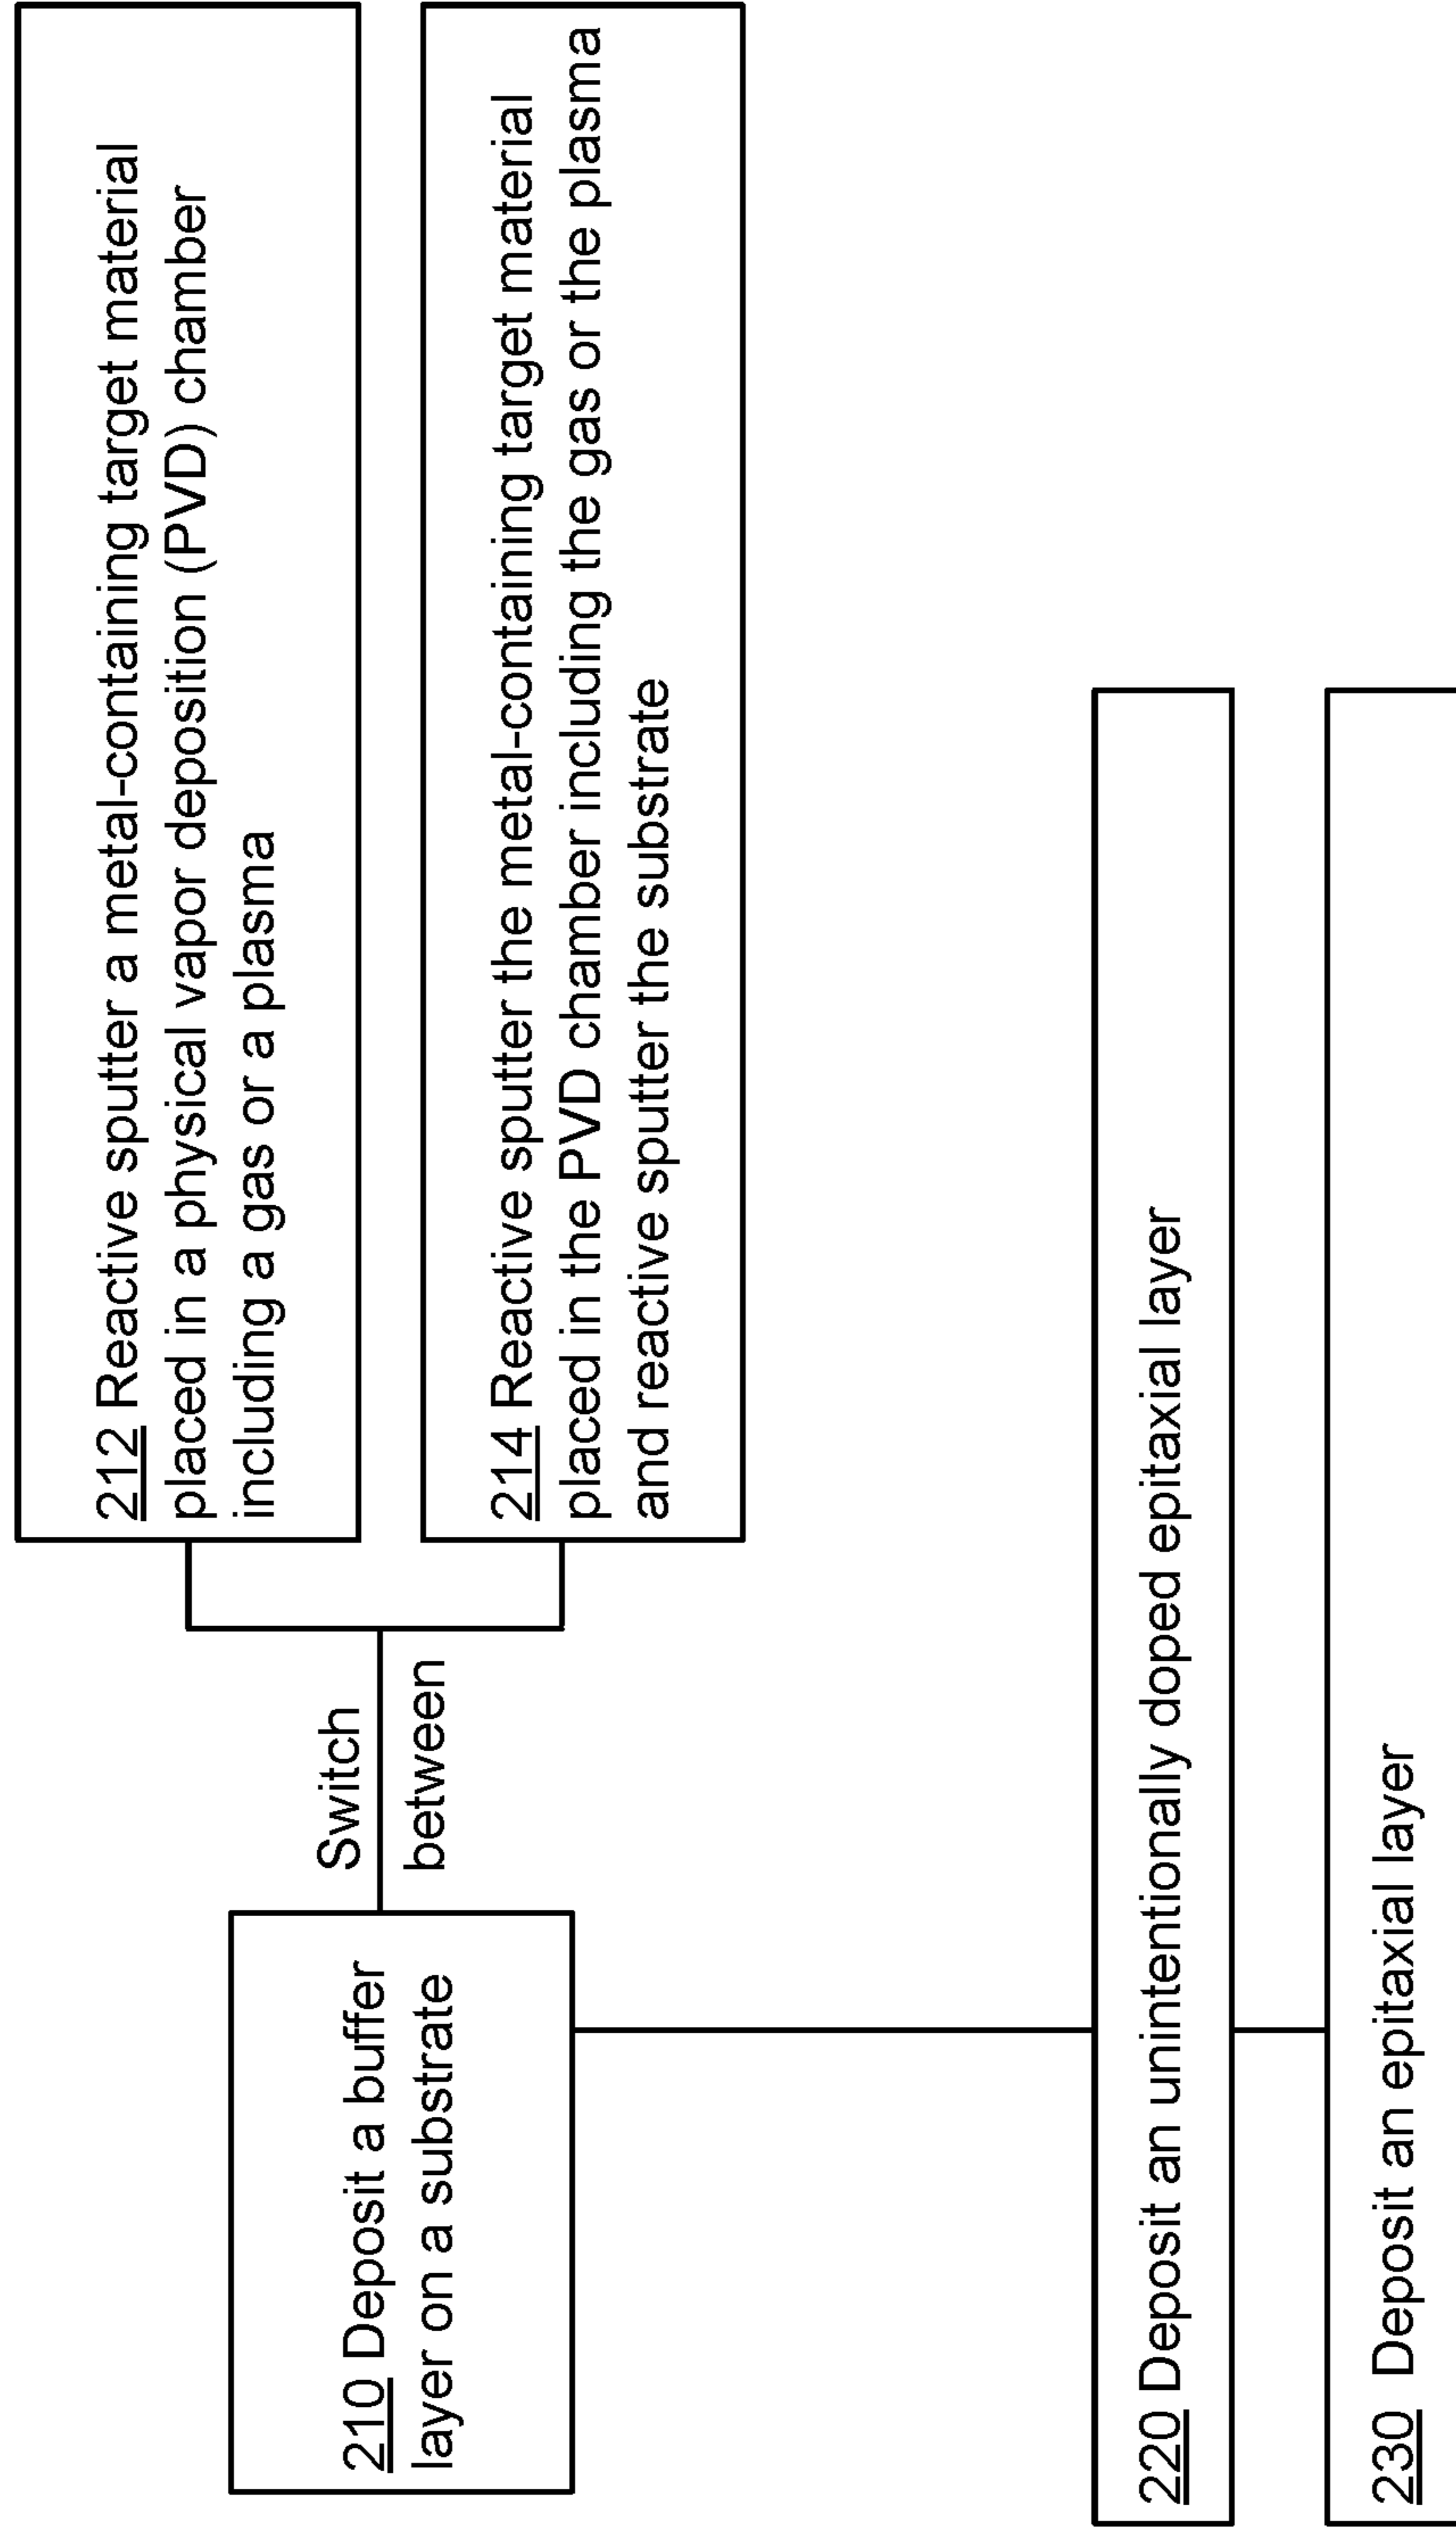 210 Deposit a buffer
layer on a substrate
Switch
between
212 Reactive sputter a metal-containing target material
placed in a physical vapor deposition (PVD) chamber
including a gas or a plasma
214 Reactive sputter the metal-containing target material
placed in the PVD chamber including the gas or the plasma
and reactive sputter the substrate
220 Deposit an unintentionally doped epitaxial layer
230 Deposit an epitaxial layer